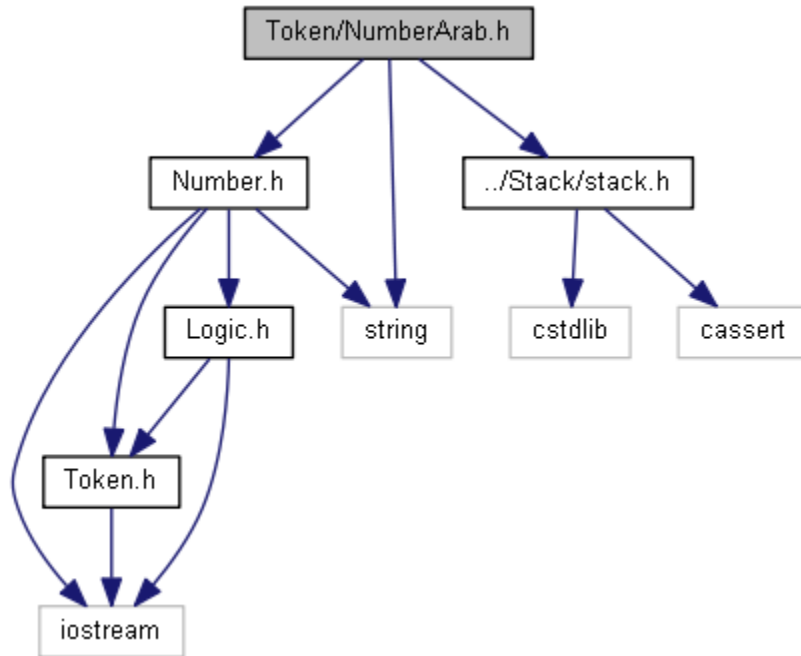 Token/NumberArab.h
Number.h
../Stack/stack.h
Logic.h
string
cstdlib
cassert
Token.h
iostream